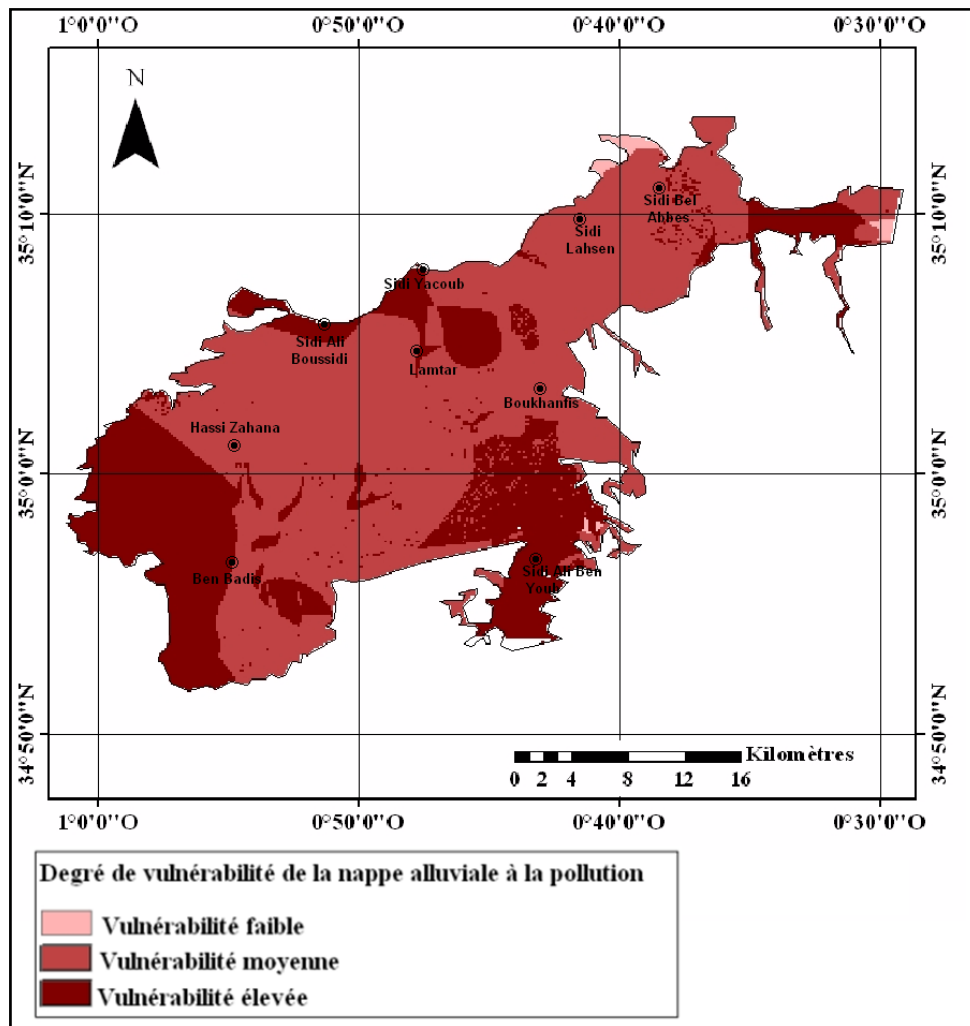 1°0'0"O 0°50'0"O 0°40'0"O 0°30'0"O
N
35°10'0"N
35°10'0"N
Sidi Bel
Abbes
Sidi
Lahsen
Sidi Yacoub
Sidi Ali
Boussidi
Lamtar
Boukhanfis
Hassi Zahana
35°0'0"N
35°0'0"N
Ben Badis
Sidi Ali Ben
Youb
34°50'0"N
34°50'0"N
Kilomètres
0 2 4 8 12 16
1°0'0"O 0°50'0"O 0°40'0"O 0°30'0"O
Degré de vulnérabilité de la nappe alluviale à la pollution
Vulnérabilité faible
Vulnérabilité moyenne
Vulnérabilité élevée